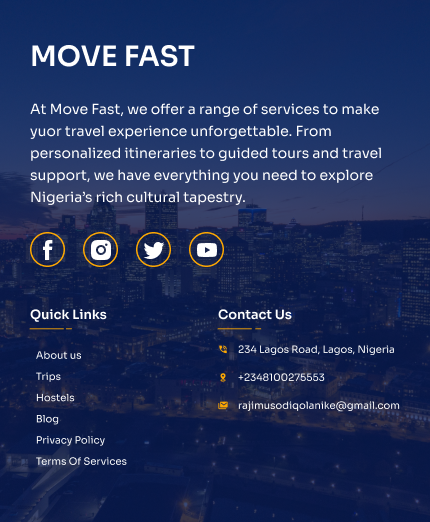 MOVE FAST
At Move Fast, we offer a range of services to make
yuor travel experience unforgettable. From
personalized itineraries to guided tours and travel
support, we have everything you need to explore
Nigeria's rich cultural tapestry.
Quick Links
About us
Trips
Hostels
Blog
Privacy Policy
Terms Of Services
Contact Us
234 Lagos Road, Lagos, Nigeria
+2348100275553
rajimusodiqolanike@gmail.com